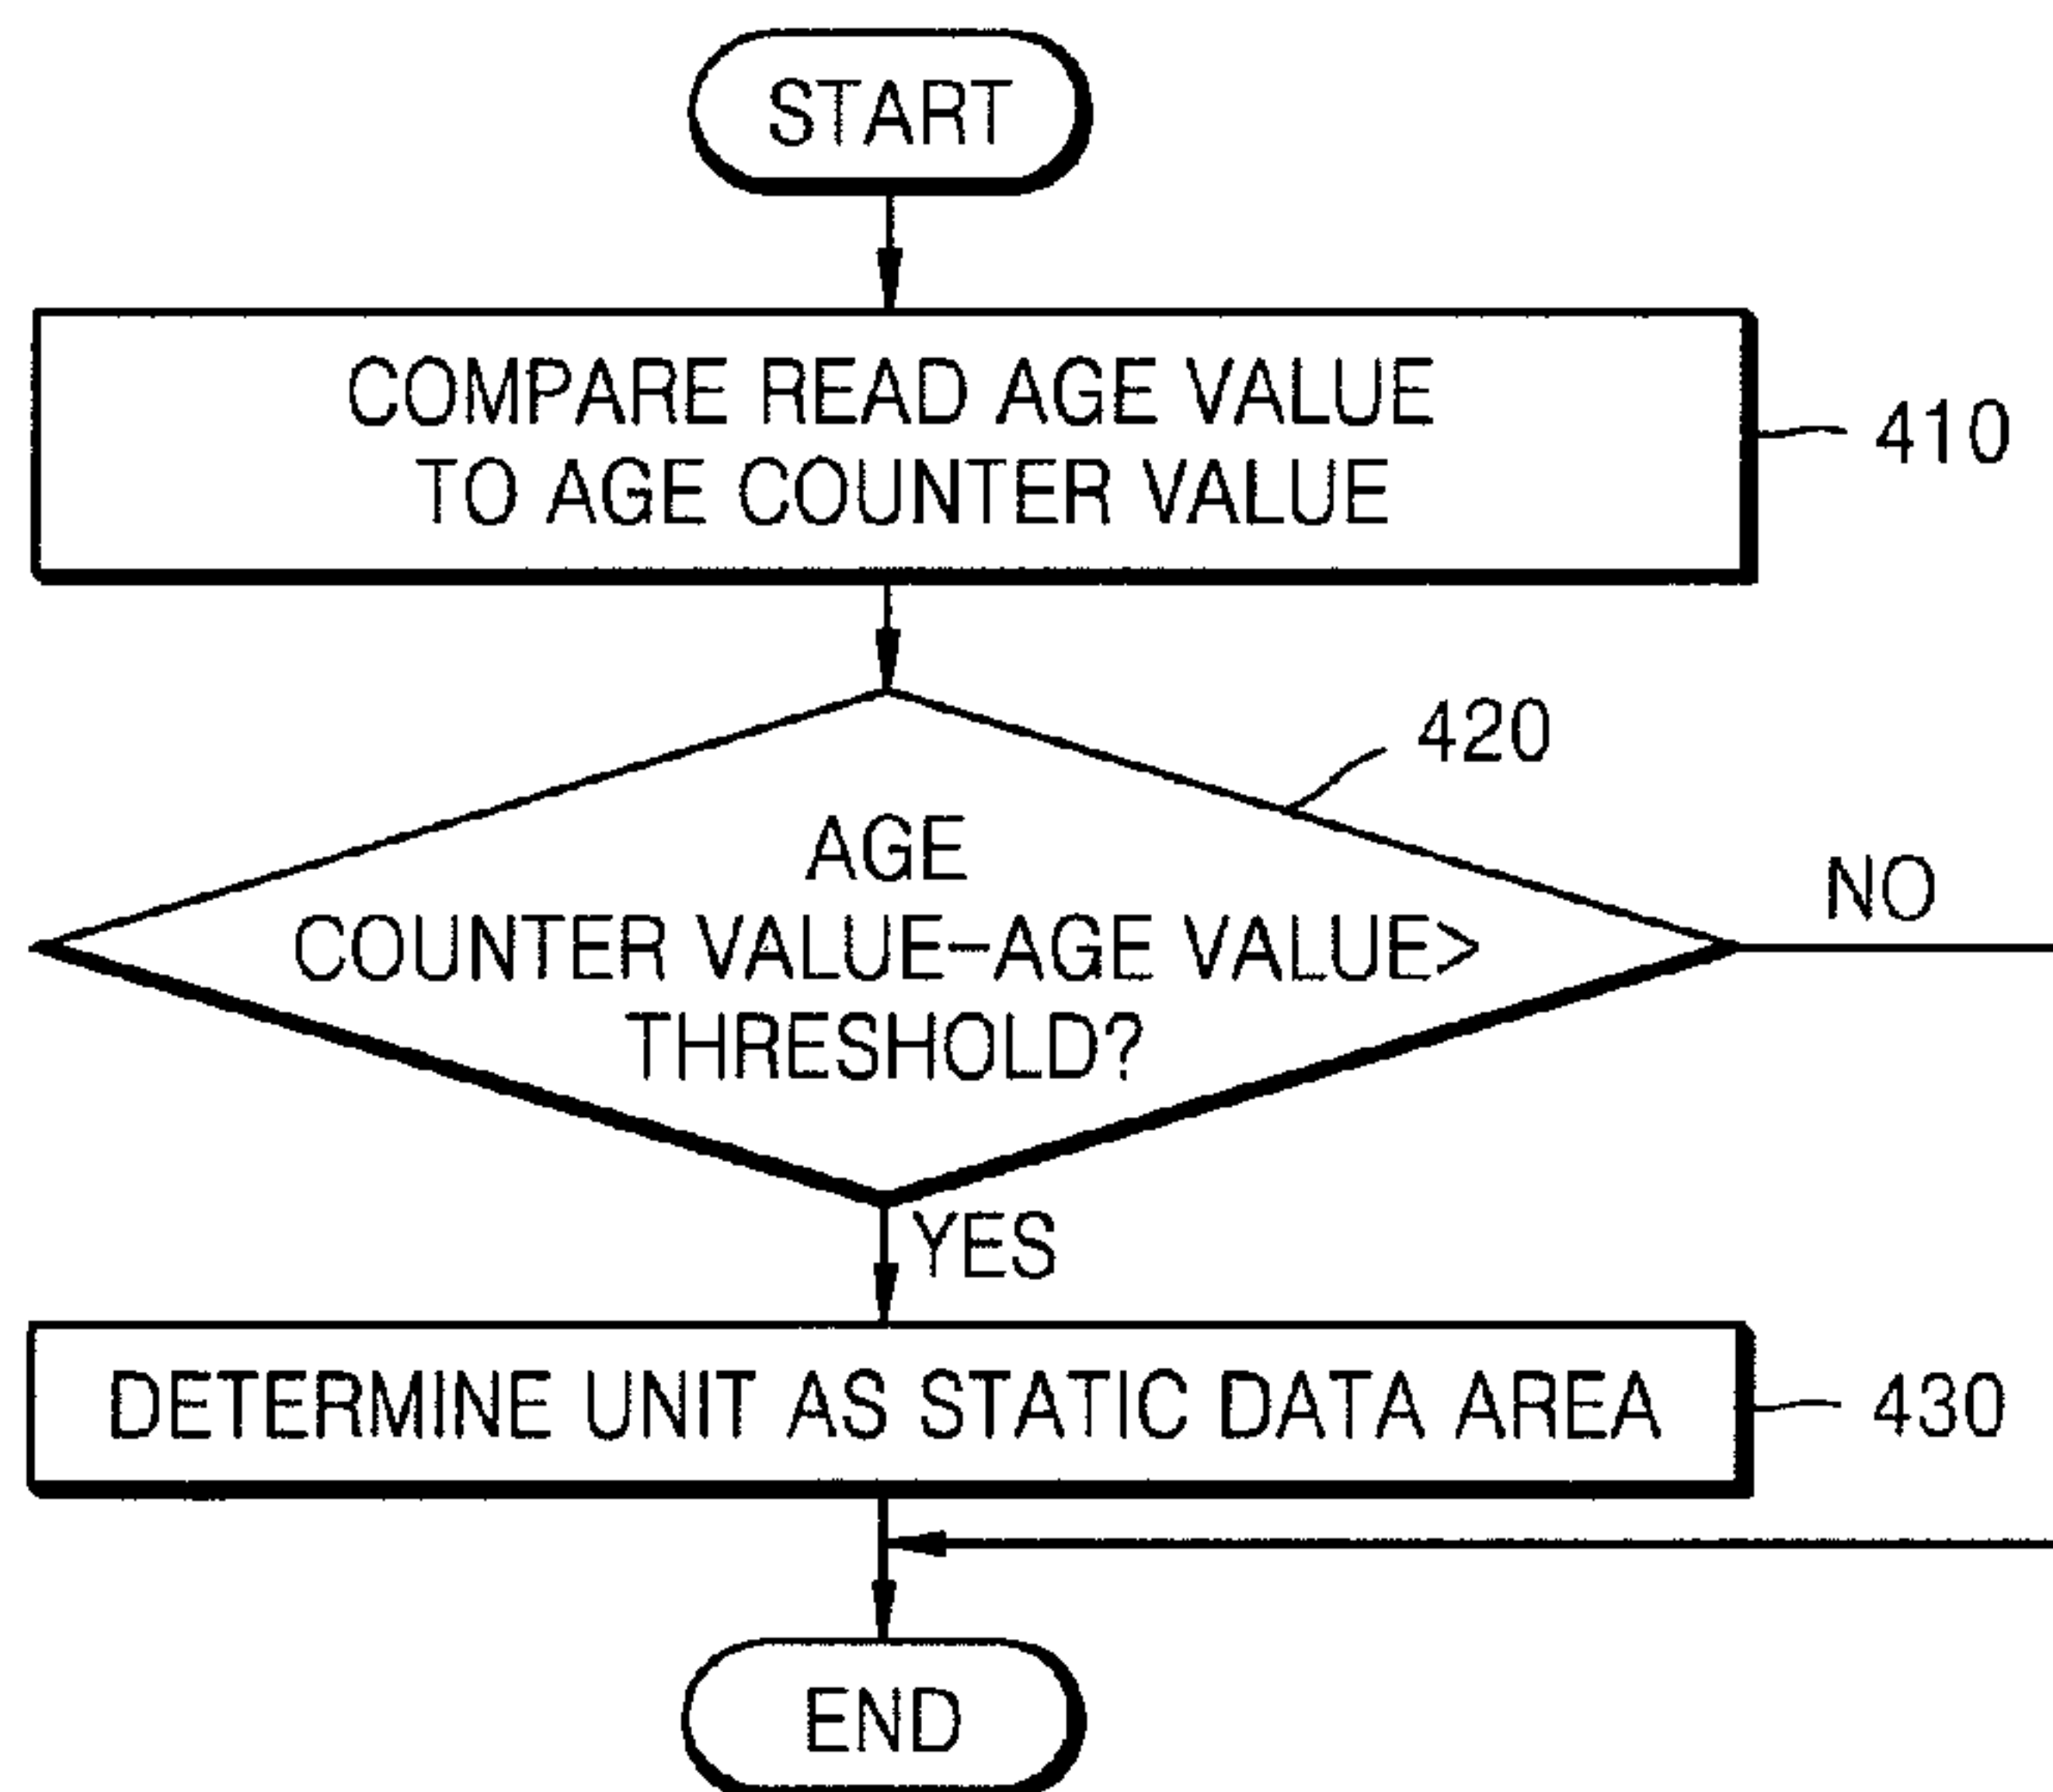 START
COMPARE READ AGE VALUE
TO AGE COUNTER VALUE
410
420
AGE
COUNTER VALUE-AGE VALUE>
THRESHOLD?
NO
YES
DETERMINE UNIT AS STATIC DATA AREA
430
END